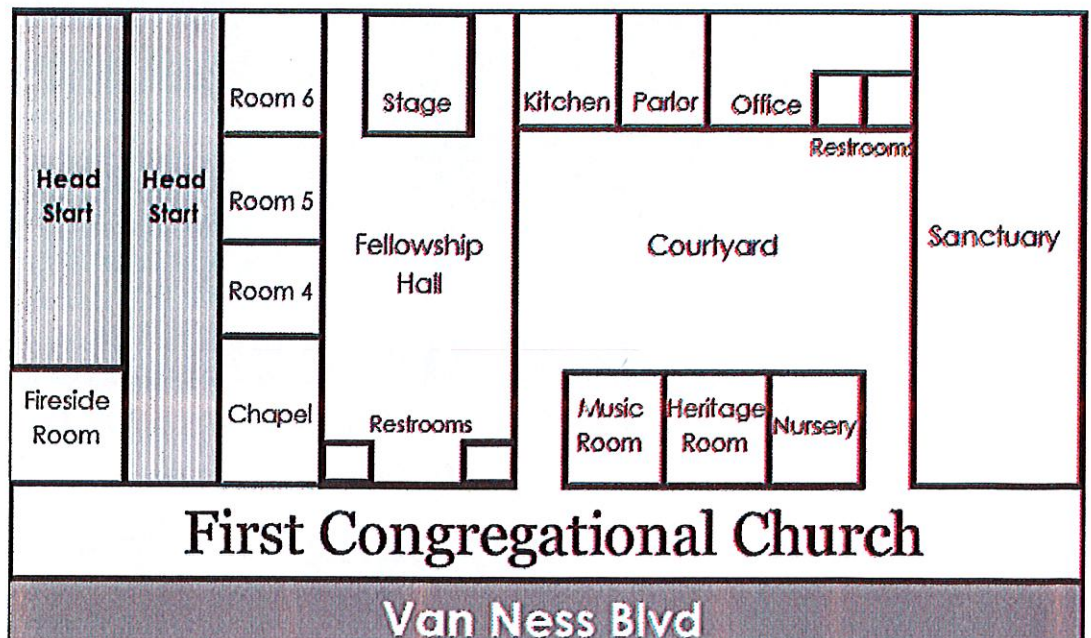 Head
Start
Head
Start
Fireside
Room
Room 6
Room 5
Room 4
Chapel
Stage
Fellowship
Hall
Restrooms
Kitchen
Parlor
Office
Restrooms
Courtyard
Music
Room
Heritage
Room
Nursery
Sanctuary
First Congregational Church
Van Ness Blvd